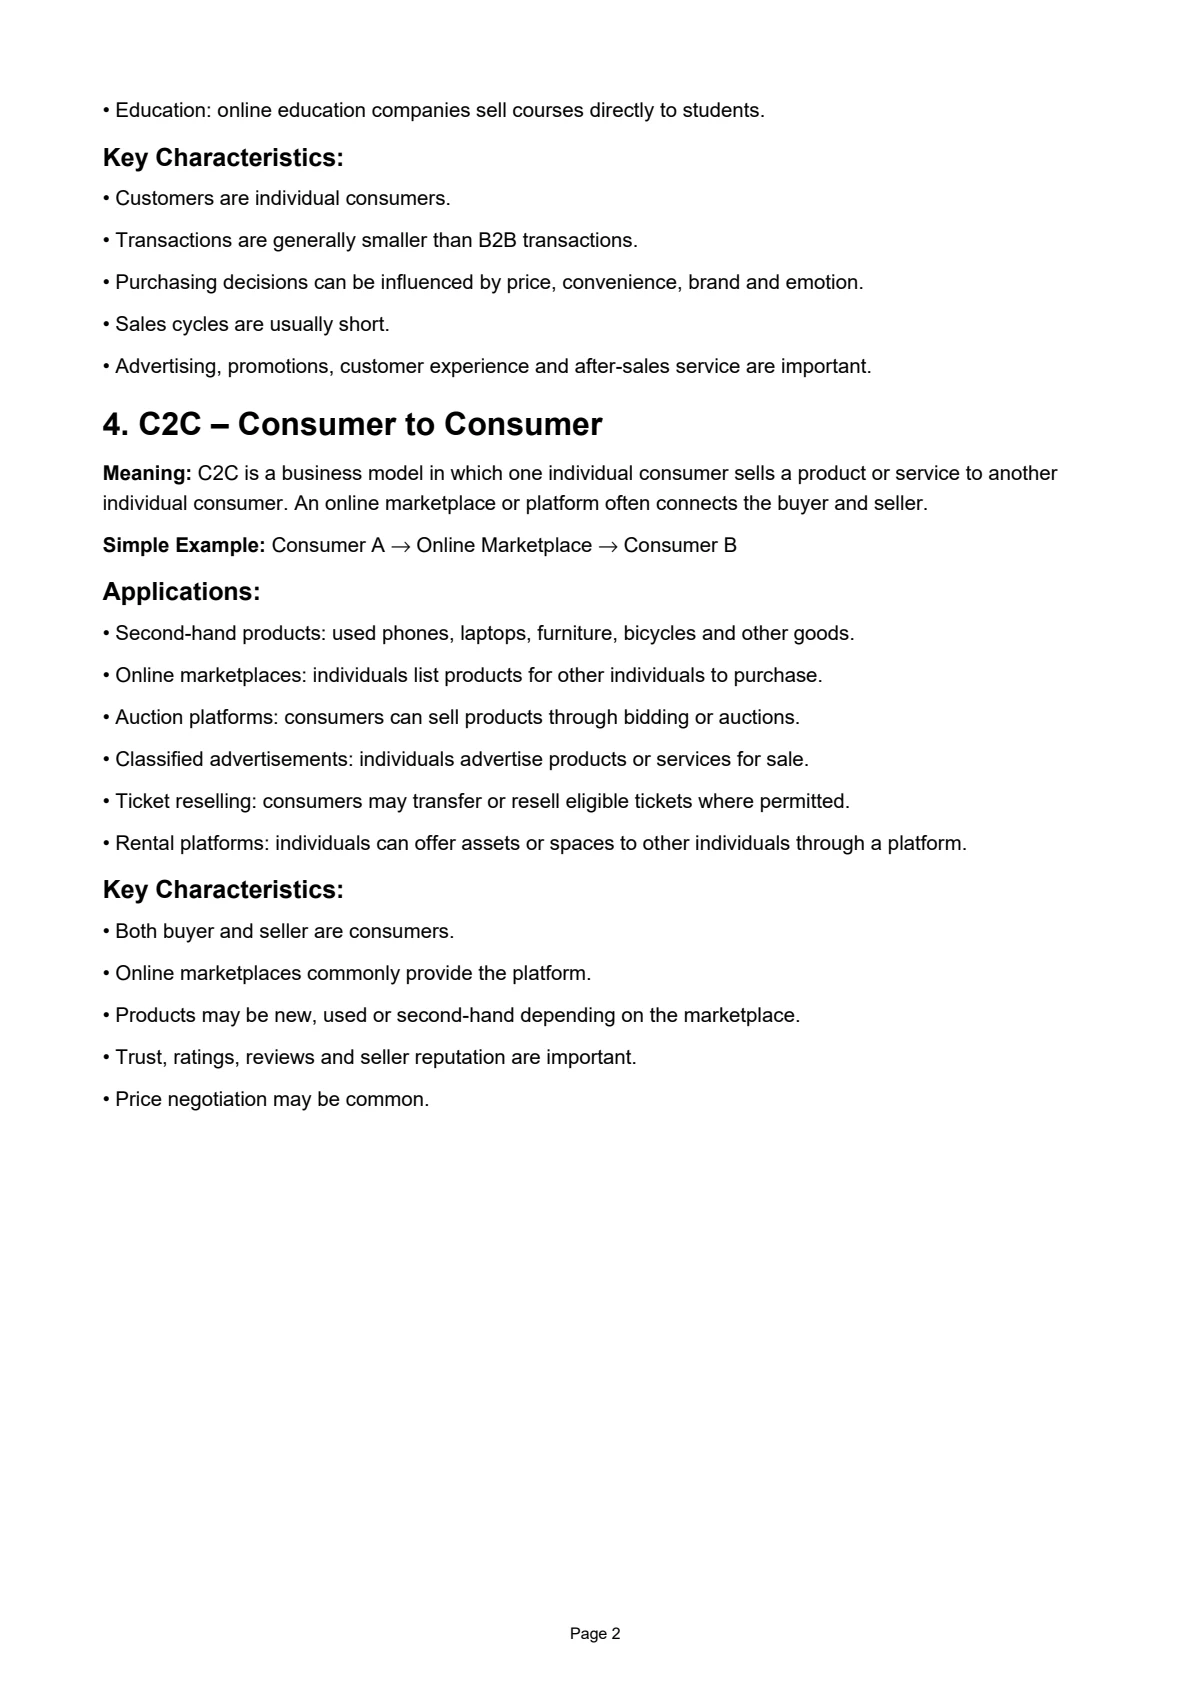 • Education: online education companies sell courses directly to students.
Key Characteristics:
• Customers are individual consumers.
• Transactions are generally smaller than B2B transactions.
• Purchasing decisions can be influenced by price, convenience, brand and emotion.
• Sales cycles are usually short.
• Advertising, promotions, customer experience and after-sales service are important.
4. C2C – Consumer to Consumer
Meaning: C2C is a business model in which one individual consumer sells a product or service to another
individual consumer. An online marketplace or platform often connects the buyer and seller.
Simple Example: Consumer A → Online Marketplace → Consumer B
Applications:
• Second-hand products: used phones, laptops, furniture, bicycles and other goods.
• Online marketplaces: individuals list products for other individuals to purchase.
• Auction platforms: consumers can sell products through bidding or auctions.
• Classified advertisements: individuals advertise products or services for sale.
• Ticket reselling: consumers may transfer or resell eligible tickets where permitted.
• Rental platforms: individuals can offer assets or spaces to other individuals through a platform.
Key Characteristics:
• Both buyer and seller are consumers.
• Online marketplaces commonly provide the platform.
• Products may be new, used or second-hand depending on the marketplace.
• Trust, ratings, reviews and seller reputation are important.
• Price negotiation may be common.
Page 2